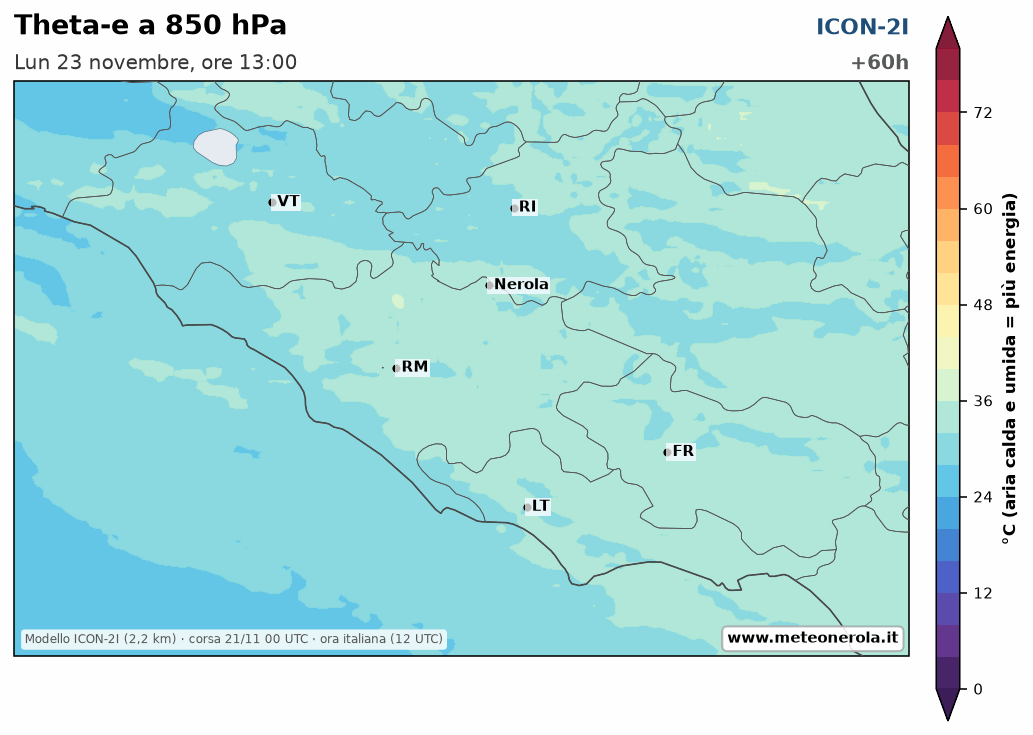 Theta-e a 850 hPa
ICON-2I
Lun 23 novembre, ore 13:00
+60h
VT
RI
Nerola
RM
FR
LT
Modello ICON-2I (2,2 km) · corsa 21/11 00 UTC · ora italiana (12 UTC)
www.meteonerola.it
72
60
48
36
24
12
0
°C (aria calda e umida = più energia)